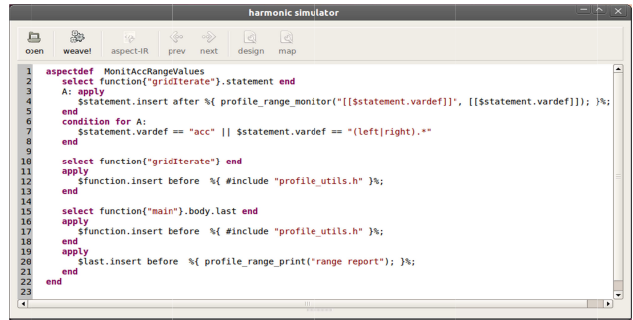 harmonic simulator
open weave! aspect-IR prev next design map
1 aspectdef MonitAccRangeValues
2 select function{"gridIterate"}.statement end
3 A: apply
4 $statement.insert after %{ profile_range_monitor("[[$statement.vardef]]", [[$statement.vardef]]); }%;
5 end
6 condition for A:
7 $statement.vardef == "acc" || $statement.vardef == "(left|right).*"
8 end
9
10 select function{"gridIterate"} end
11 apply
12 $function.insert before %{ #include "profile_utils.h" }%;
13 end
14
15 select function{"main"}.body.last end
16 apply
17 $function.insert before %{ #include "profile_utils.h" }%;
18 end
19 apply
20 $last.insert before %{ profile_range_print("range report"); }%;
21 end
22 end
23